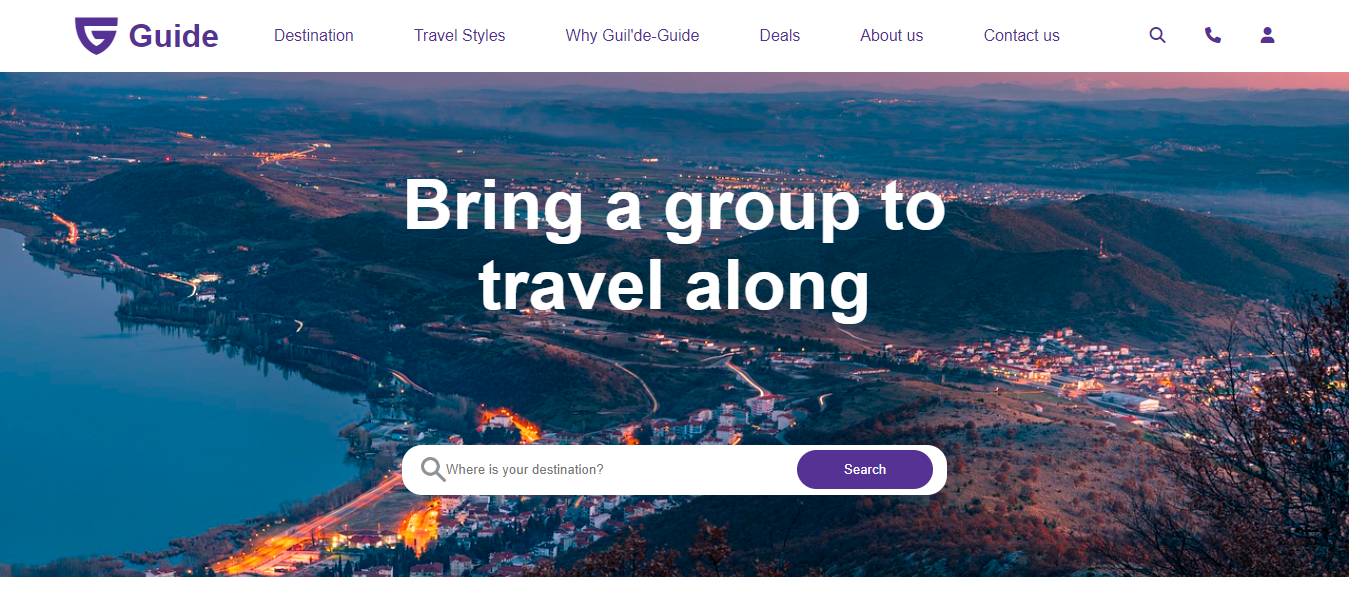 Guide
Destination
Travel Styles
Why Guil'de-Guide
Deals
About us
Contact us
Bring a group to
travel along
Where is your destination?
Search